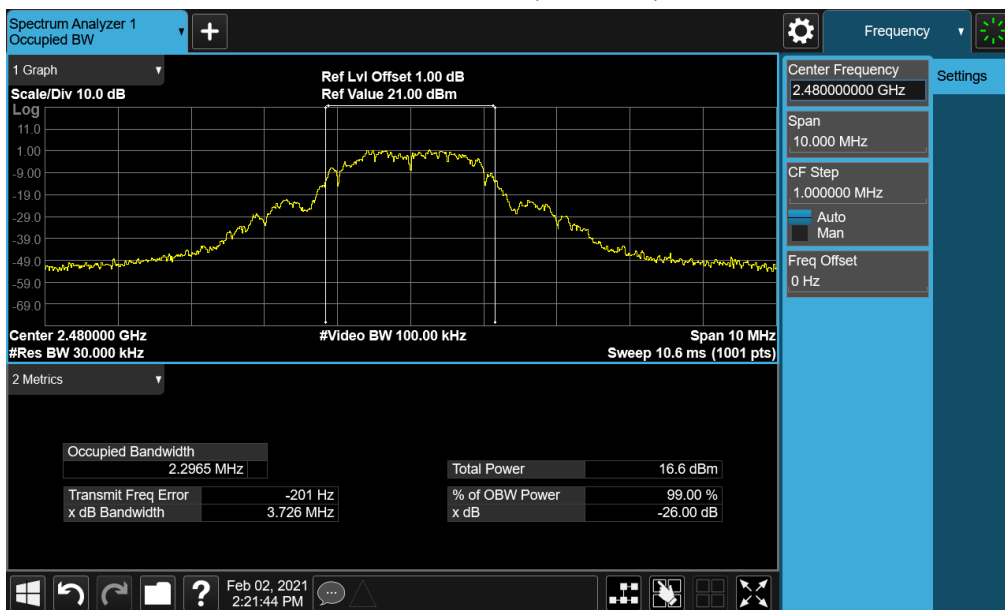 Spectrum Analyzer 1
Occupied BW
+
Frequency
1 Graph
Ref Lvl Offset 1.00 dB
Scale/Div 10.0 dB
Ref Value 21.00 dBm
Log
11.0
1.00
-9.00
-19.0
-29.0
-39.0
-49.0
-59.0
-69.0
Center 2.480000 GHz
#Video BW 100.00 kHz
Span 10 MHz
#Res BW 30.000 kHz
Sweep 10.6 ms (1001 pts)
Center Frequency
2.480000000 GHz
Settings
Span
10.000 MHz
CF Step
1.000000 MHz
Auto
Man
Freq Offset
0 Hz
2 Metrics
Occupied Bandwidth
2.2965 MHz
Total Power 16.6 dBm
Transmit Freq Error -201 Hz
% of OBW Power 99.00 %
x dB Bandwidth 3.726 MHz
x dB -26.00 dB
?
Feb 02, 2021
2:21:44 PM